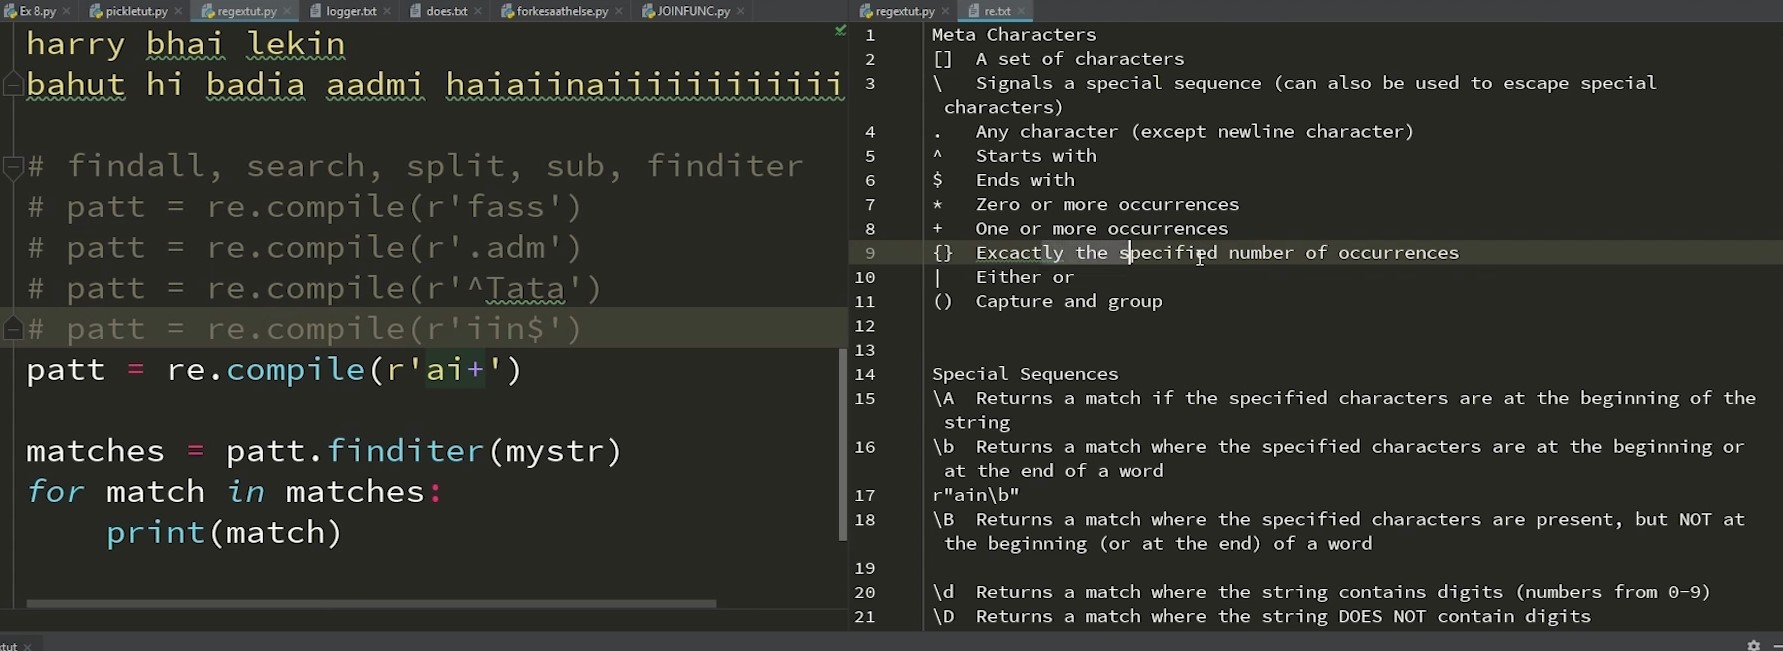 Ex 8.py pickletut.py regextut.py logger.txt does.txt forkesaathelse.py JOINFUNC.py
harry bhai lekin
bahut hi badia aadmi haiaiinaiiiiiiiiiiii
# findall, search, split, sub, finditer
# patt = re.compile(r'fass')
# patt = re.compile(r'.adm')
# patt = re.compile(r'^Tata')
# patt = re.compile(r'iin$')
patt = re.compile(r'ai+')
matches = patt.finditer(mystr)
for match in matches:
print(match)
regextut.py re.txt
1 Meta Characters
2 [] A set of characters
3 \ Signals a special sequence (can also be used to escape special
characters)
4 . Any character (except newline character)
5 ^ Starts with
6 $ Ends with
7 * Zero or more occurrences
8 + One or more occurrences
9 {} Excactly the specified number of occurrences
10 | Either or
11 () Capture and group
12
13
14 Special Sequences
15 \A Returns a match if the specified characters are at the beginning of the
string
16 \b Returns a match where the specified characters are at the beginning or
at the end of a word
17 r"ain\b"
18 \B Returns a match where the specified characters are present, but NOT at
the beginning (or at the end) of a word
19
20 \d Returns a match where the string contains digits (numbers from 0-9)
21 \D Returns a match where the string DOES NOT contain digits